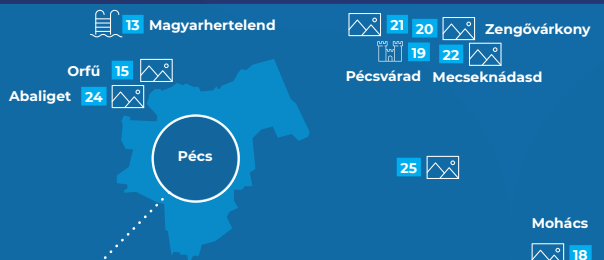 13 Magyarhertelend
21 20 Zengővárkony
19 22
Pécsvárad Mecseknádasd
Orfű 15
Abaliget 24
Pécs
25
Mohács
18